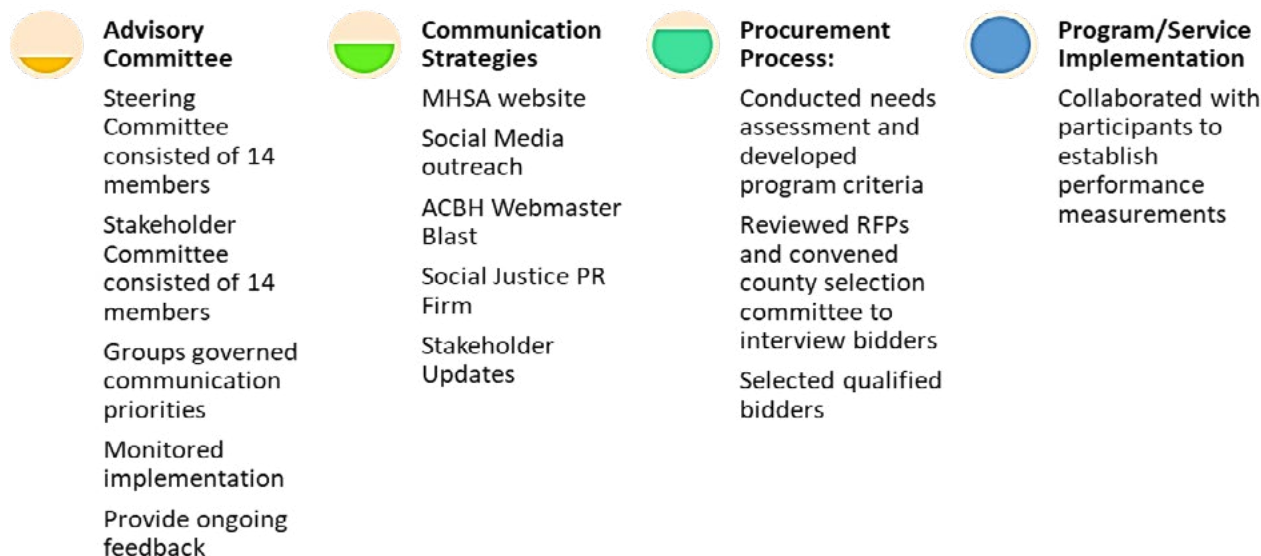 Advisory
Committee
Steering
Committee
consisted of 14
members
Stakeholder
Committee
consisted of 14
members
Groups governed
communication
priorities
Monitored
implementation
Provide ongoing
feedback
Communication
Strategies
MHSA website
Social Media
outreach
ACBH Webmaster
Blast
Social Justice PR
Firm
Stakeholder
Updates
Procurement
Process:
Conducted needs
assessment and
developed
program criteria
Reviewed RFPs
and convened
county selection
committee to
interview bidders
Selected qualified
bidders
Program/Service
Implementation
Collaborated with
participants to
establish
performance
measurements